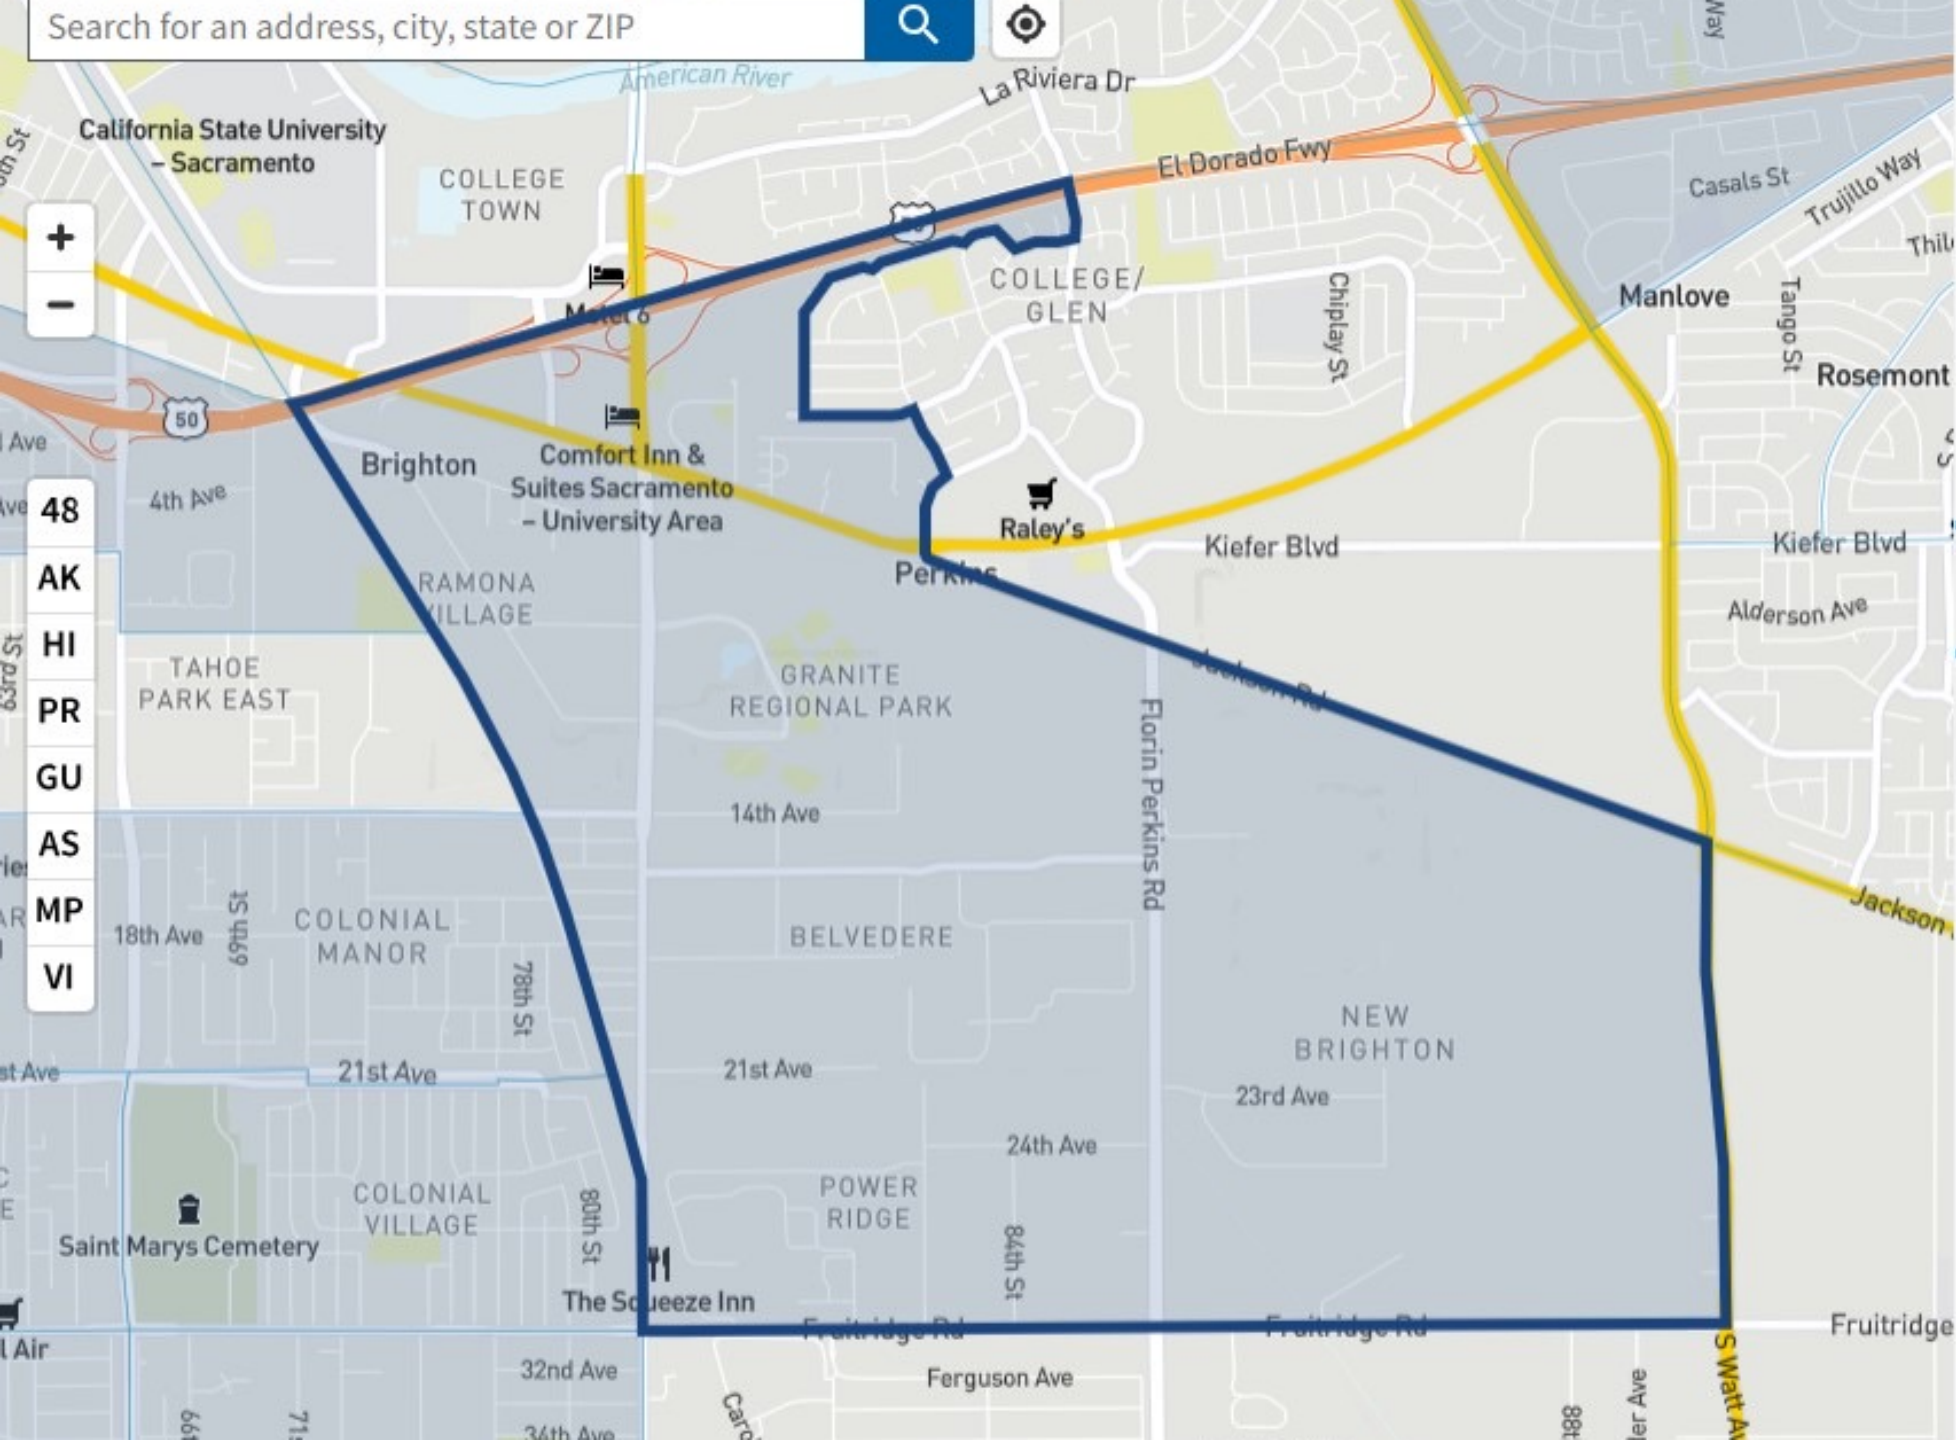 Search for an address, city, state or ZIP
American River
La Riviera Dr
Way
California State University
– Sacramento
COLLEGE
TOWN
El Dorado Fwy
Casals St
Trujillo Way
+
−
Motel 6
COLLEGE/
GLEN
Chiplay St
Manlove
Tango St
Rosemont
50
Brighton
Comfort Inn &
Suites Sacramento
– University Area
4th Ave
Ave
Raley's
Perkins
Kiefer Blvd
Kiefer Blvd
Alderson Ave
48
AK
HI
PR
GU
AS
MP
VI
RAMONA
VILLAGE
TAHOE
PARK EAST
63rd St
GRANITE
REGIONAL PARK
Jackson Rd
Florin Perkins Rd
14th Ave
Jackson
18th Ave
69th St
COLONIAL
MANOR
78th St
BELVEDERE
NEW
BRIGHTON
21st Ave
21st Ave
st Ave
23rd Ave
24th Ave
COLONIAL
VILLAGE
80th St
POWER
RIDGE
84th St
Saint Marys Cemetery
The Squeeze Inn
Fruitridge Rd
Fruitridge Rd
Fruitridge
l Air
32nd Ave
Ferguson Ave
S Watt Av
34th Ave